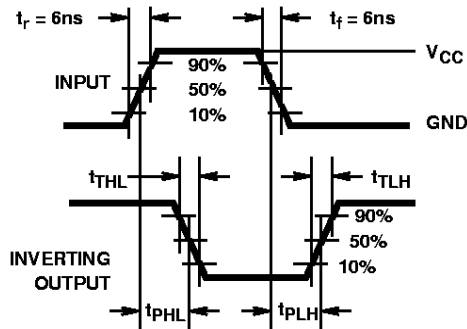 tr = 6ns
tf = 6ns
VCC
90%
INPUT
50%
10%
GND
tTHL
tTLH
90%
50%
INVERTING
OUTPUT
10%
tPHL
tPLH